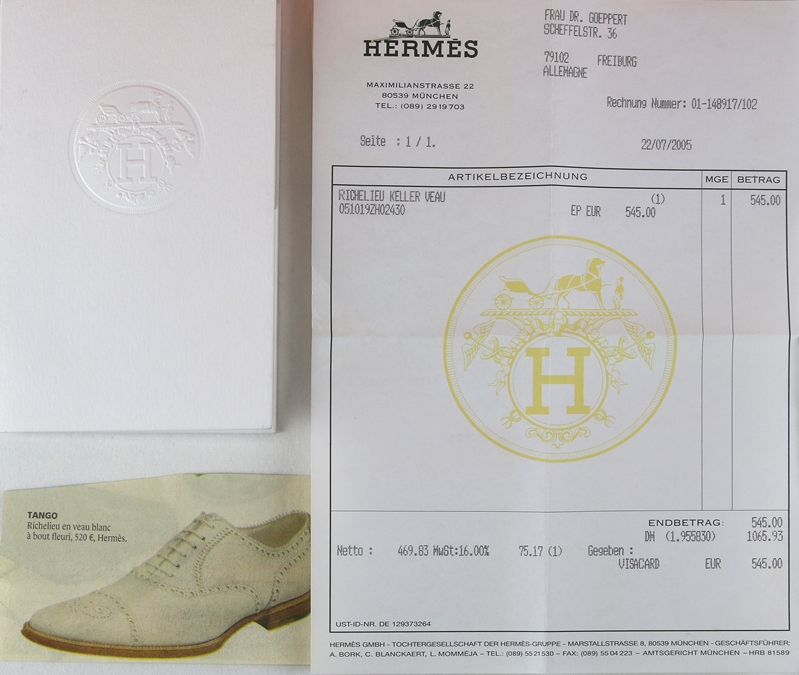 HERMÈS
MAXIMILIANSTRASSE 22
80539 MÜNCHEN
TEL.: (089) 2919703
FRAU DR. GOEPPERT
SCHEFFELSTR. 36
79102 FREIBURG
ALLEMAGNE
Rechnung Nummer: 01-148917/102
Seite : 1 / 1.
22/07/2005
ARTIKELBEZEICHNUNG MGE BETRAG
RICHELIEU KELLER VEAU (1) 1 545.00
051019ZH02430 EP EUR 545.00
H
H
TANGO
Richelieu en veau blanc
à bout fleuri, 520 €, Hermès.
ENDBETRAG: 545.00
DM (1.955830) 1065.93
Netto : 469.83 MwSt:16.00% 75.17 (1) Gegeben :
VISACARD EUR 545.00
UST-ID-NR. DE 129373264
HERMÈS GMBH - TOCHTERGESELLSCHAFT DER HERMÈS-GRUPPE - MARSTALLSTRASSE 8, 80539 MÜNCHEN - GESCHÄFTSFÜHRER:
A. BORK, C. BLANCKAERT, L. MOMMÉJA – TEL.: (089) 5521530 – FAX: (089) 5504223 – AMTSGERICHT MÜNCHEN – HRB 81589